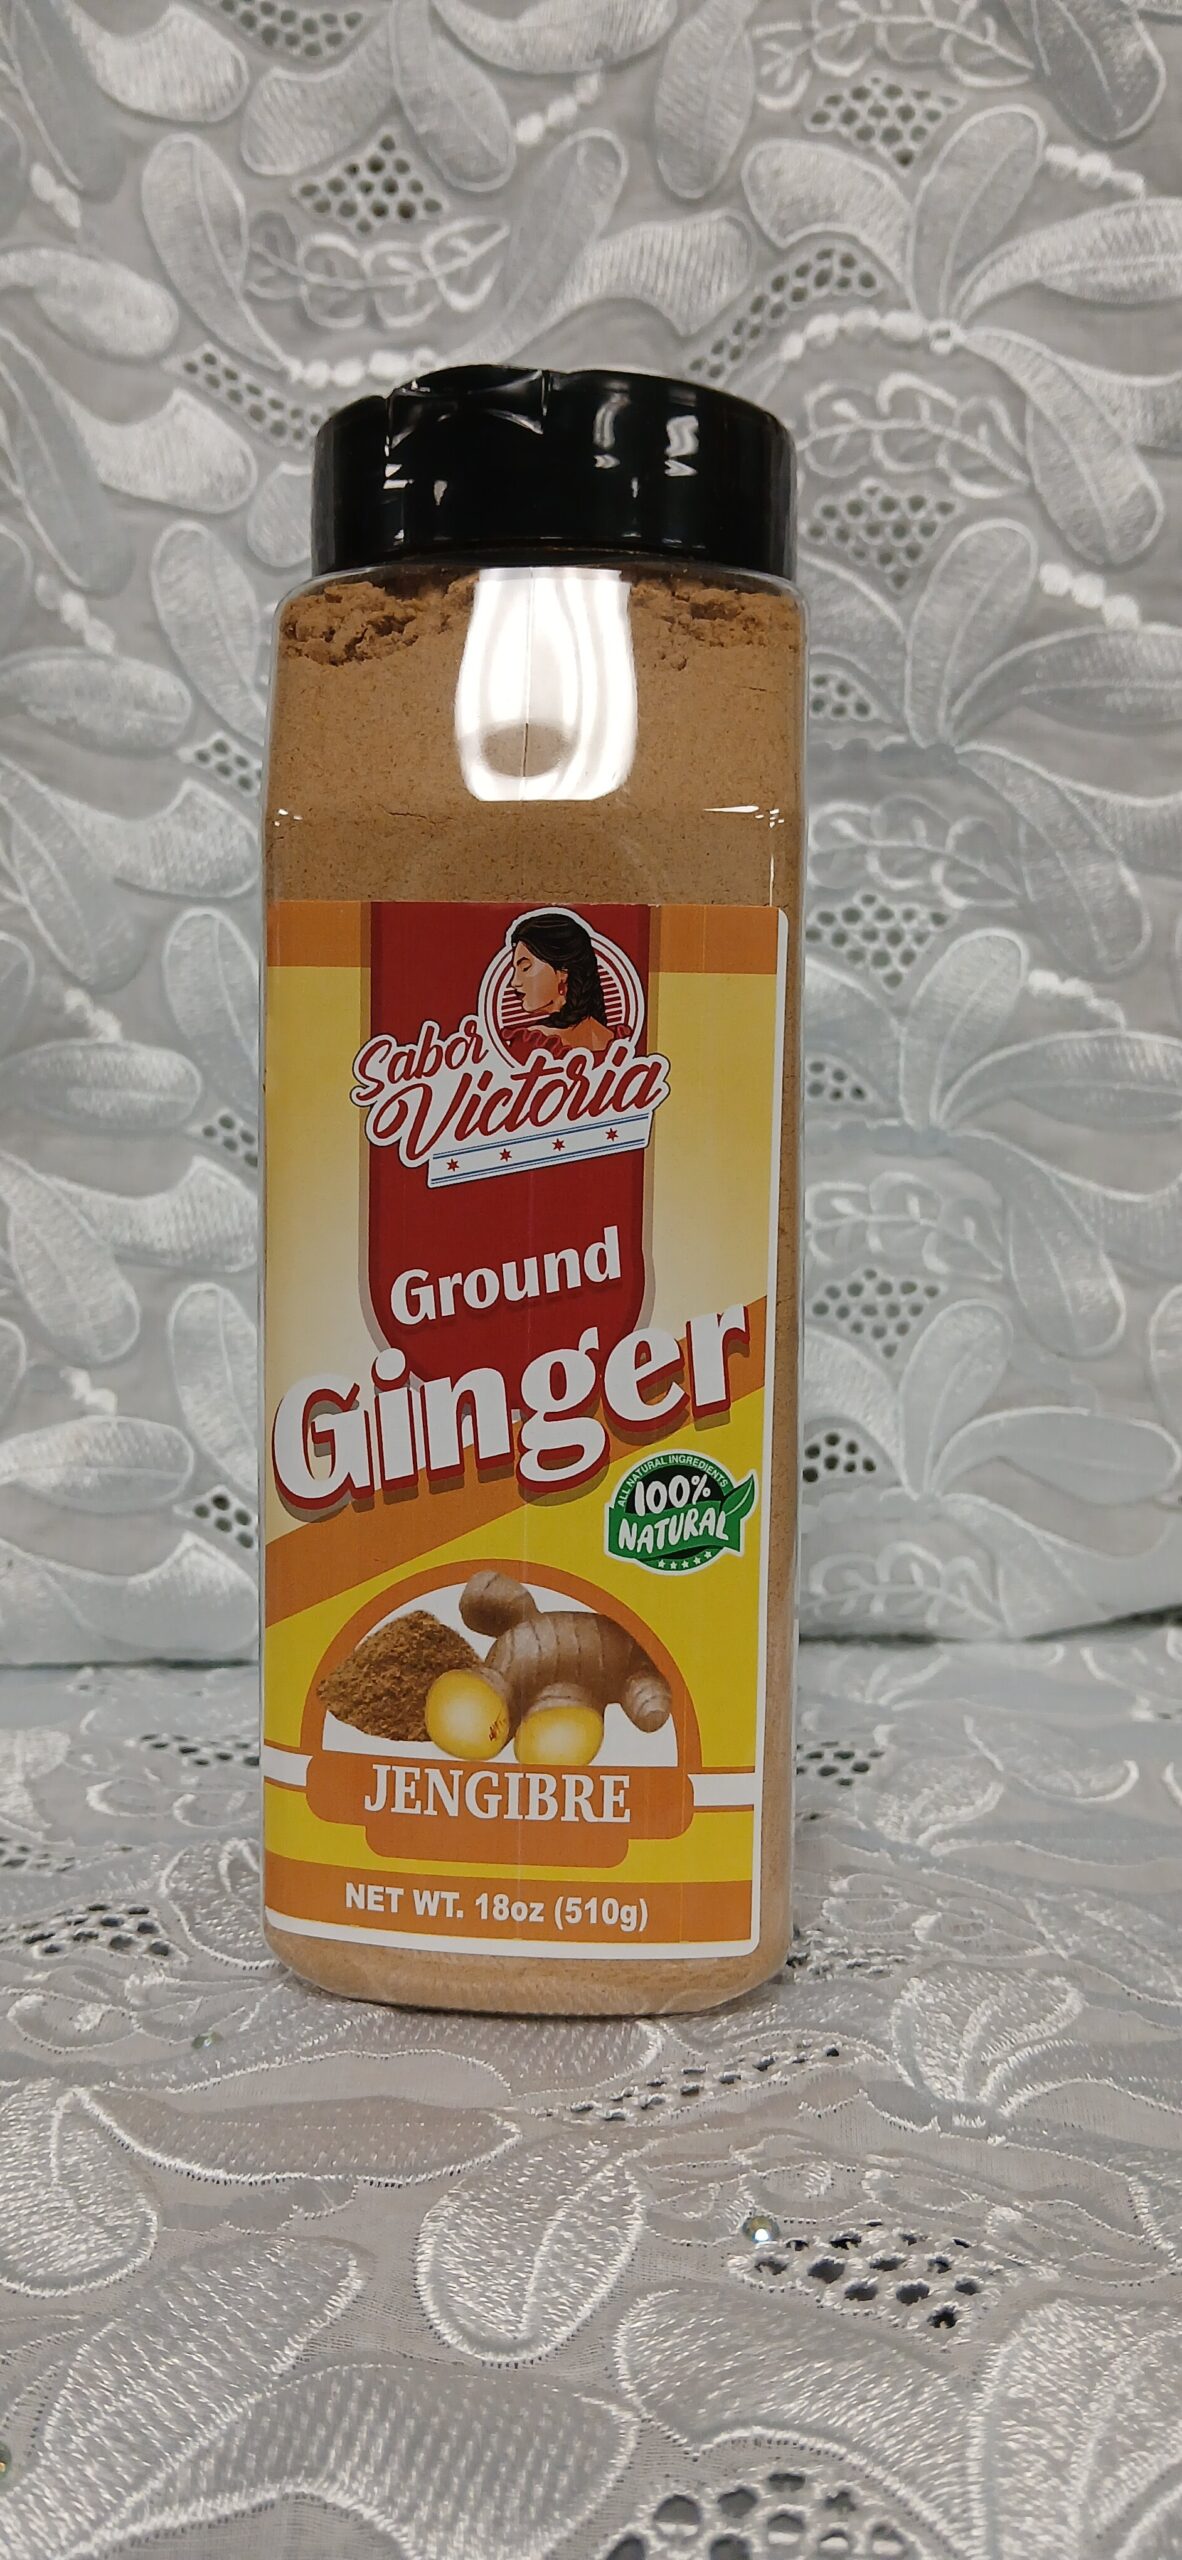 Sabor
Victoria
Ground
Ginger
ALL NATURAL INGREDIENTS
100%
NATURAL
JENGIBRE
NET WT. 18oz (510g)